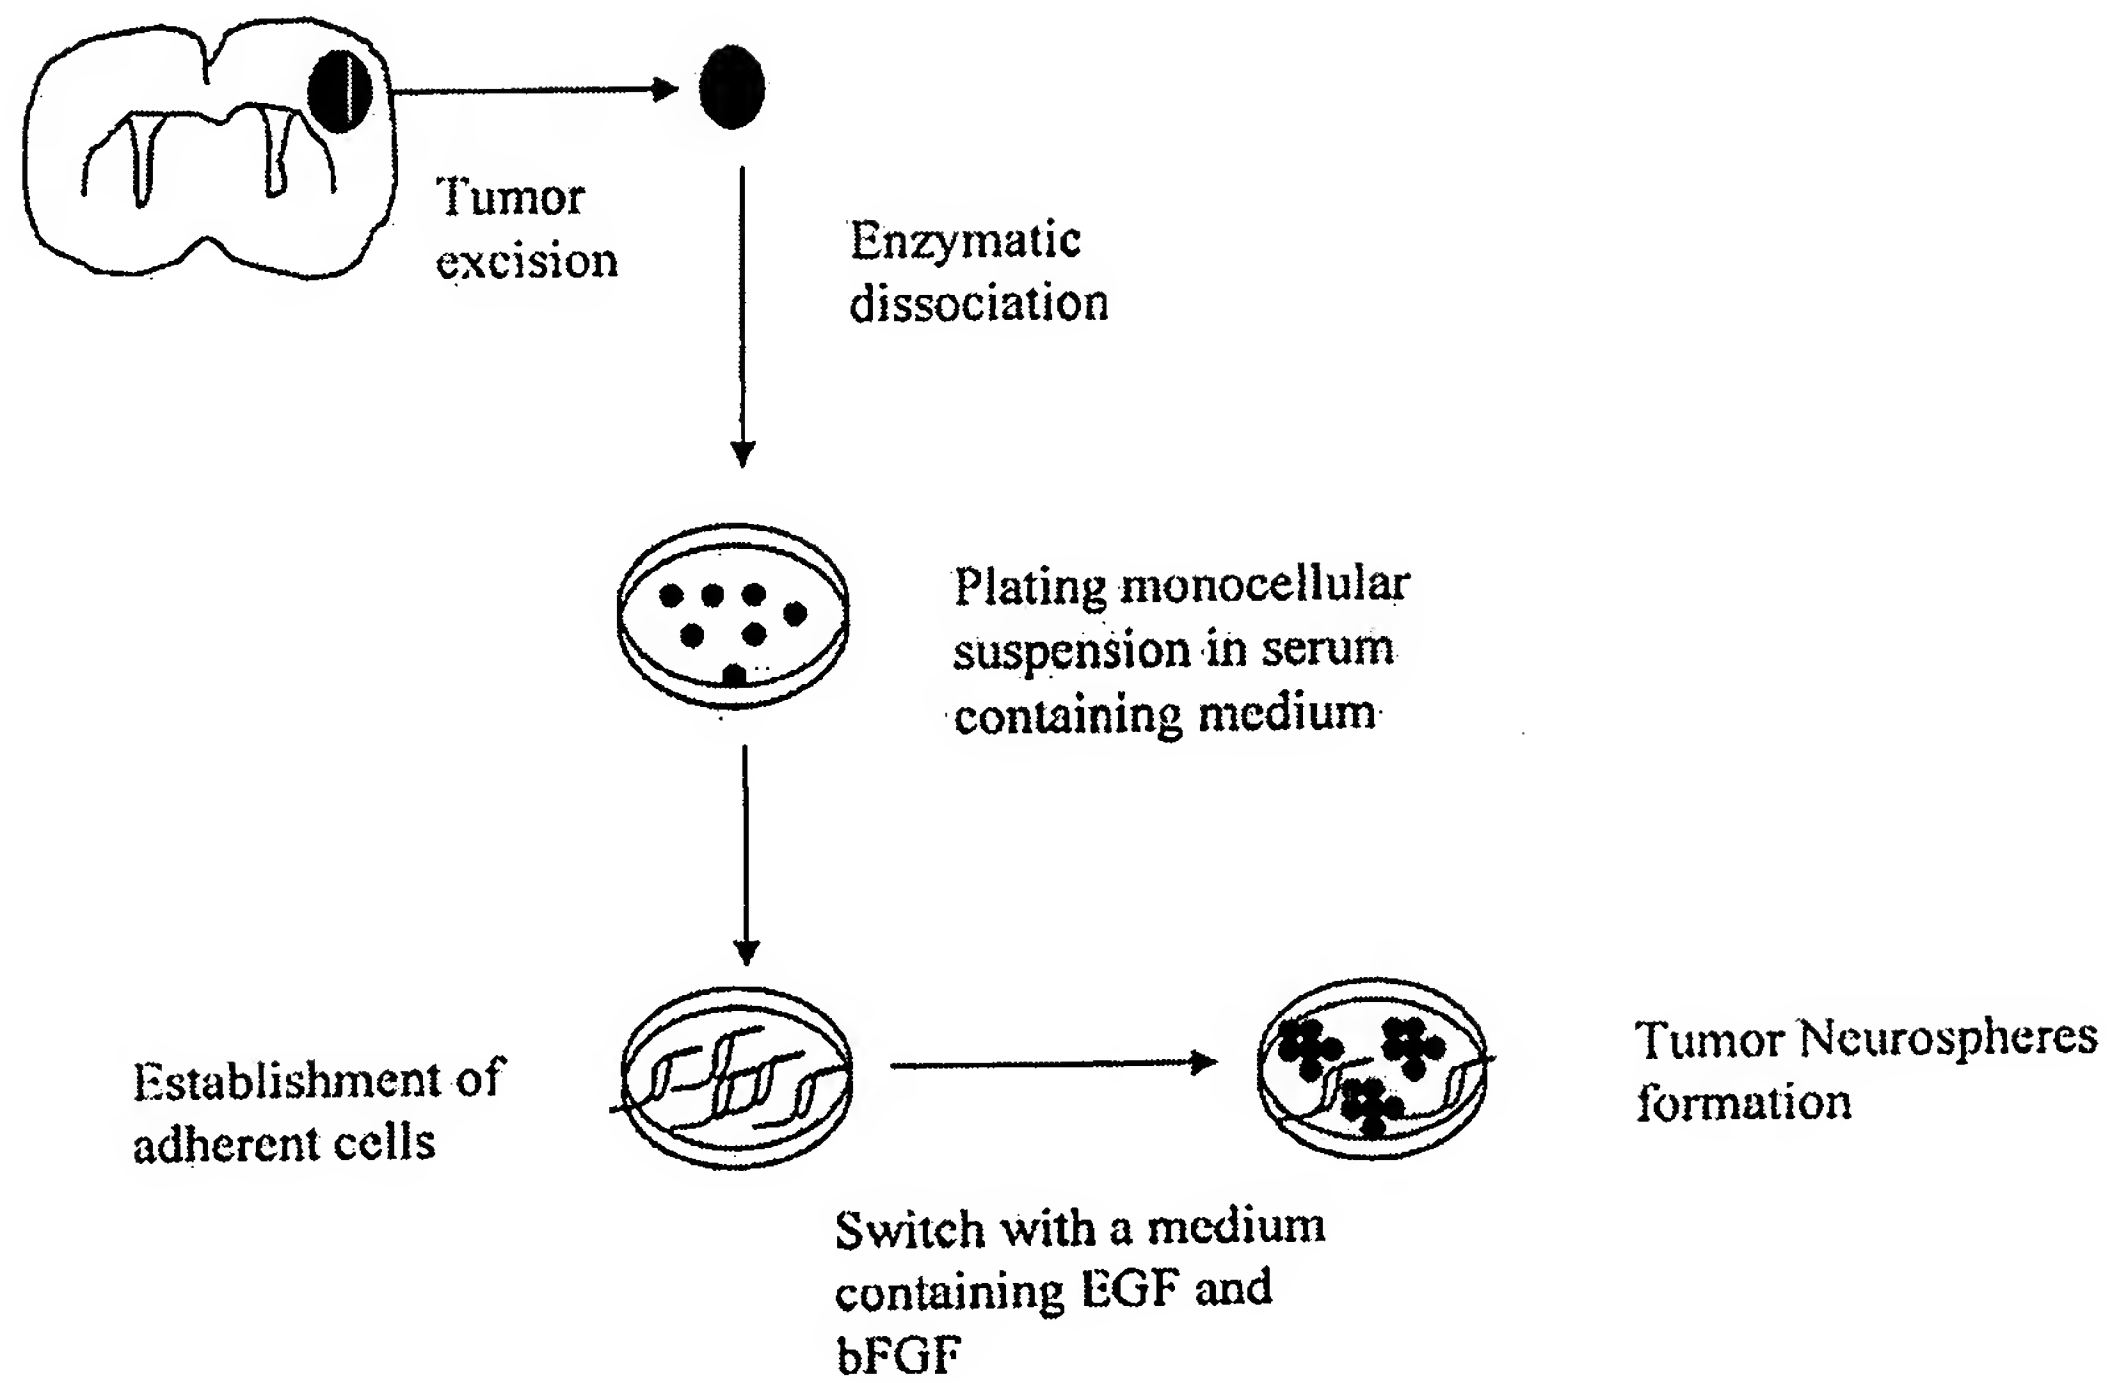 Tumor
excision
Enzymatic
dissociation
Plating monocellular
suspension in serum
containing medium
Establishment of
adherent cells
Switch with a medium
containing EGF and
bFGF
Tumor Neurospheres
formation